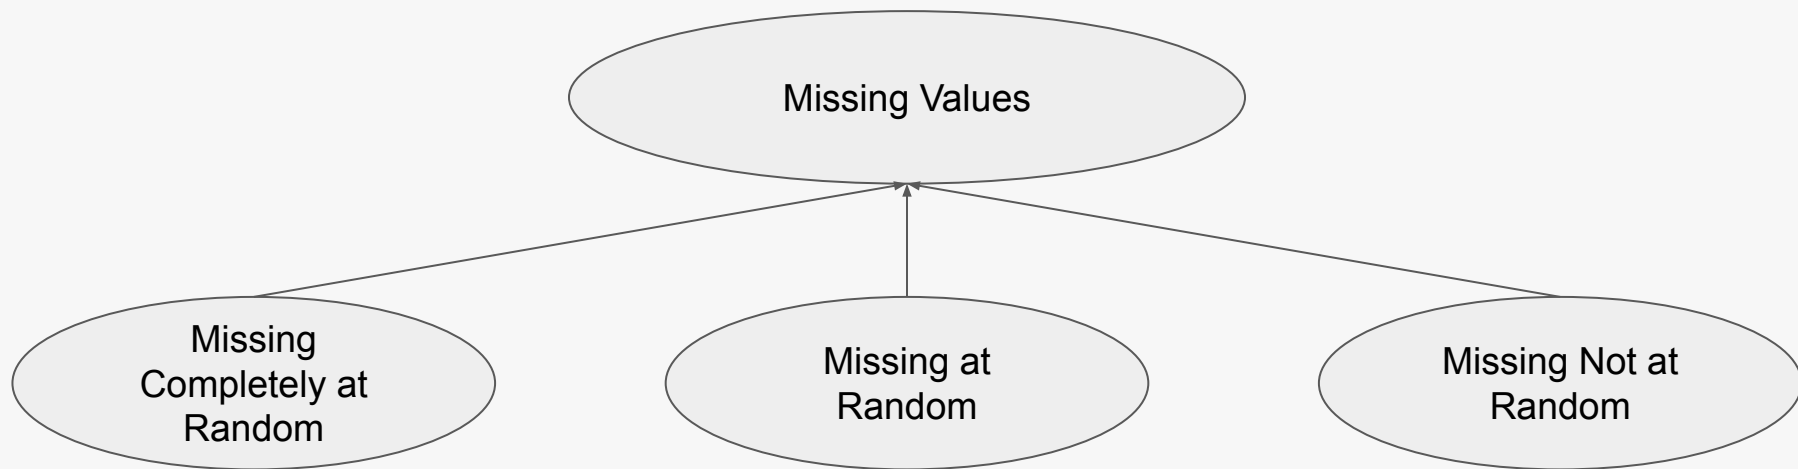 Missing Values
Missing
Completely at
Random
Missing at
Random
Missing Not at
Random